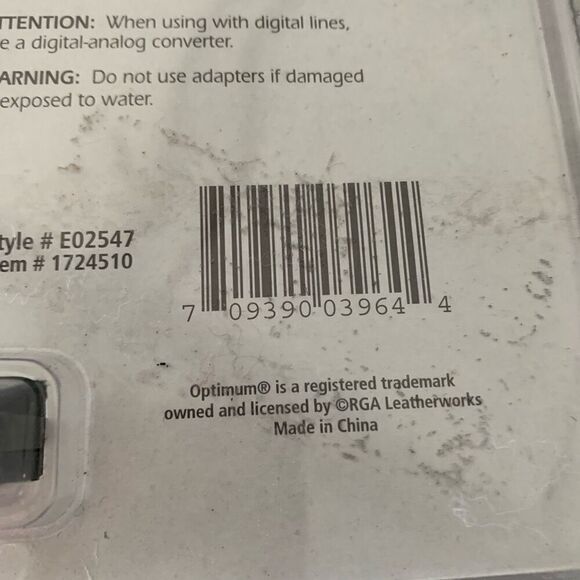 TTENTION: When using with digital lines,
e a digital-analog converter.
ARNING: Do not use adapters if damaged
exposed to water.
tyle # E02547
em # 1724510
7 09390 03964 4
Optimum® is a registered trademark
owned and licensed by ©RGA Leatherworks
Made in China